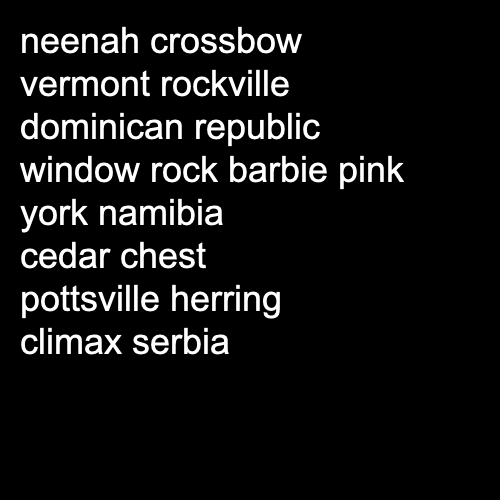 neenah crossbow
vermont rockville
dominican republic
window rock barbie pink
york namibia
cedar chest
pottsville herring
climax serbia